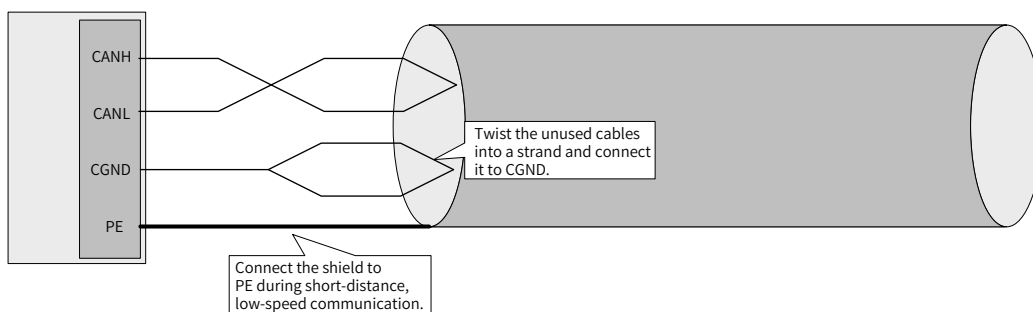 CANH
CANL
CGND
PE
Twist the unused cables
into a strand and connect
it to CGND.
Connect the shield to
PE during short-distance,
low-speed communication.